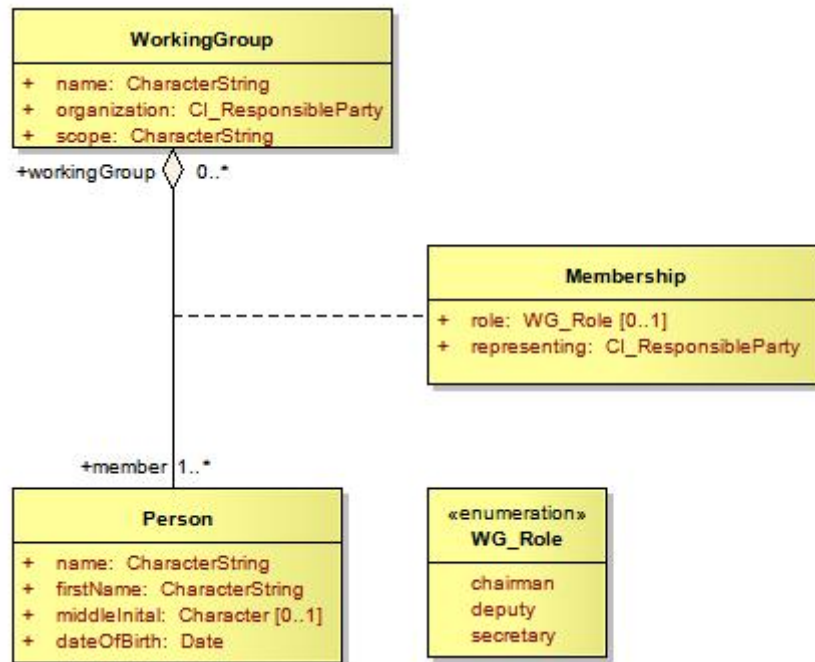 WorkingGroup
+ name: CharacterString
+ organization: CI_ResponsibleParty
+ scope: CharacterString
+workingGroup 0..*
Membership
+ role: WG_Role [0..1]
+ representing: CI_ResponsibleParty
+member 1..*
Person
+ name: CharacterString
+ firstName: CharacterString
+ middleInital: Character [0..1]
+ dateOfBirth: Date
«enumeration»
WG_Role
chairman
deputy
secretary